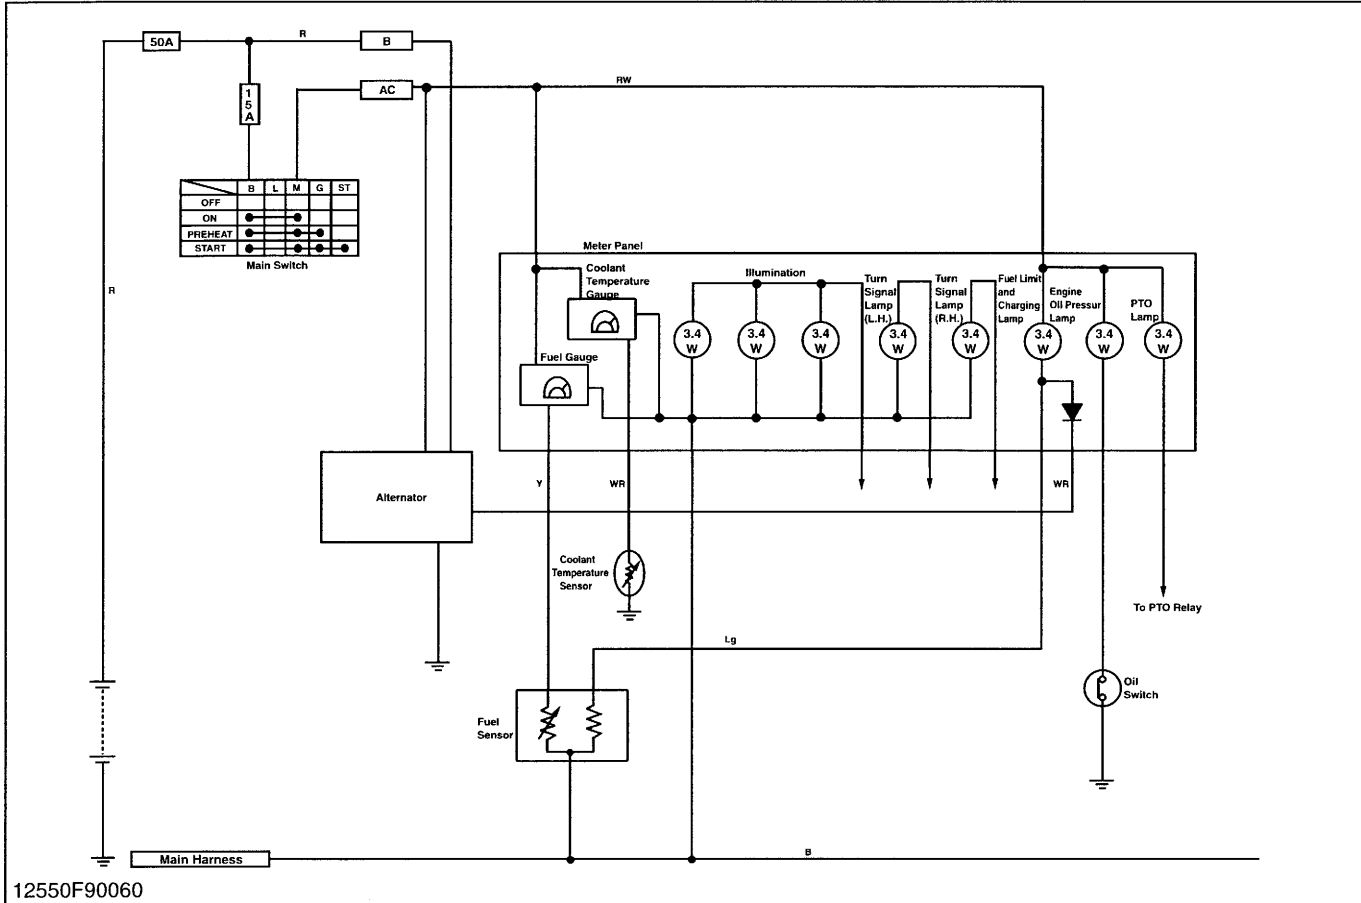 50A
R
B
1
5
A
AC
RW
B L M G ST
OFF
ON
PREHEAT
START
Main Switch
R
Meter Panel
Coolant
Temperature
Gauge
Illumination
Turn
Signal
Lamp
(L.H.)
Turn
Signal
Lamp
(R.H.)
Fuel Limit
and
Charging
Lamp
Engine
Oil Pressur
Lamp
PTO
Lamp
3.4
W
3.4
W
3.4
W
3.4
W
3.4
W
3.4
W
3.4
W
3.4
W
Fuel Gauge
Alternator
Y
WR
WR
Coolant
Temperature
Sensor
To PTO Relay
Lg
Oil
Switch
Fuel
Sensor
Main Harness
B
12550F90060